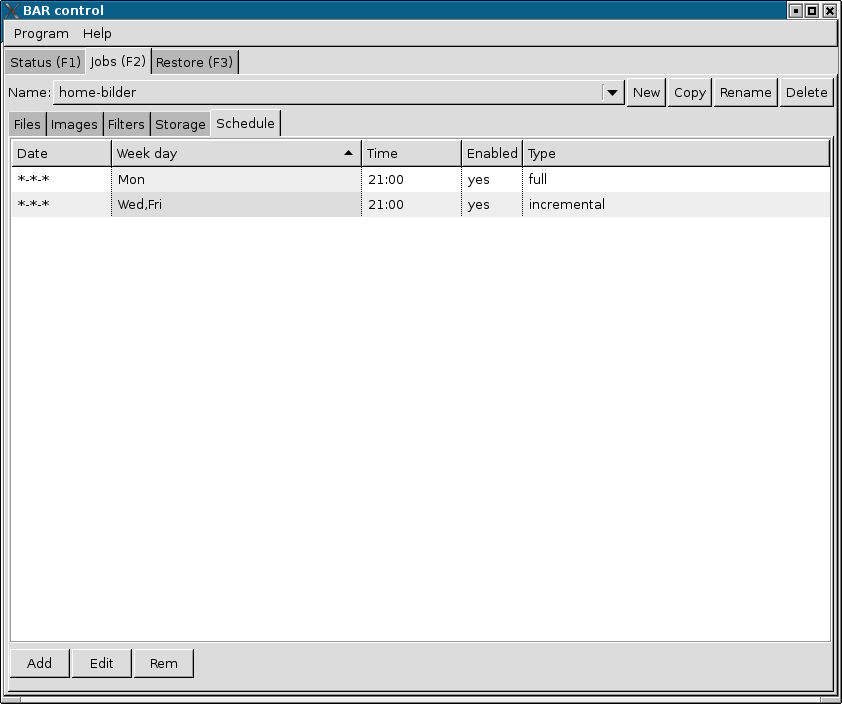 BAR control
Program Help
Status (F1) Jobs (F2) Restore (F3)
Name: home-bilder New Copy Rename Delete
Files Images Filters Storage Schedule
Date Week day Time Enabled Type
*-*-* Mon 21:00 yes full
*-*-* Wed,Fri 21:00 yes incremental
Add Edit Rem